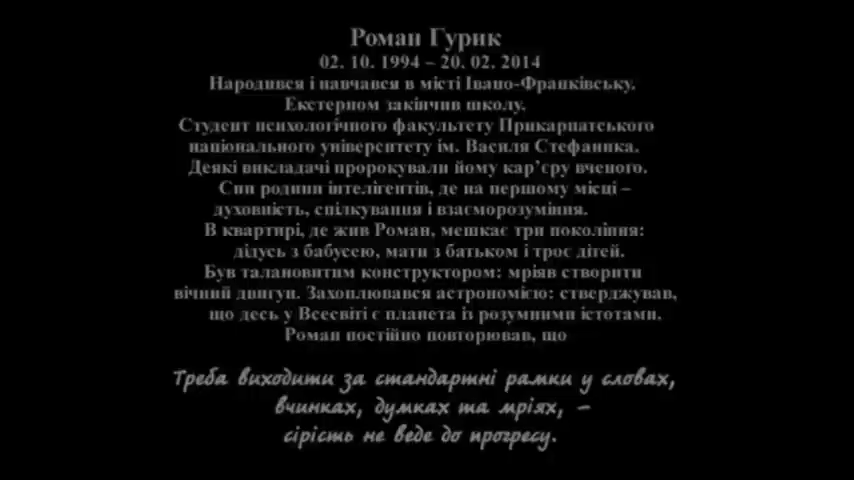 Роман Гурик
02. 10. 1994 – 20. 02. 2014
Народився і навчався в місті Івано-Франківську.
Екстерном закінчив школу.
Студент психологічного факультету Прикарпатського
національного університету ім. Василя Стефаника.
Деякі викладачі пророкували йому кар’єру вченого.
Син родини інтелігентів, де на першому місці –
духовність, спілкування і взаєморозуміння.
В квартирі, де жив Роман, мешкає три покоління:
дідусь з бабусею, мати з батьком і троє дітей.
Був талановитим конструктором: мріяв створити
вічний двигун. Захоплювався астрономією: стверджував,
що десь у Всесвіті є планета із розумними істотами.
Роман постійно повторював, що
Треба виходити за стандартні рамки у словах,
вчинках, думках та мріях, –
сірість не веде до прогресу.